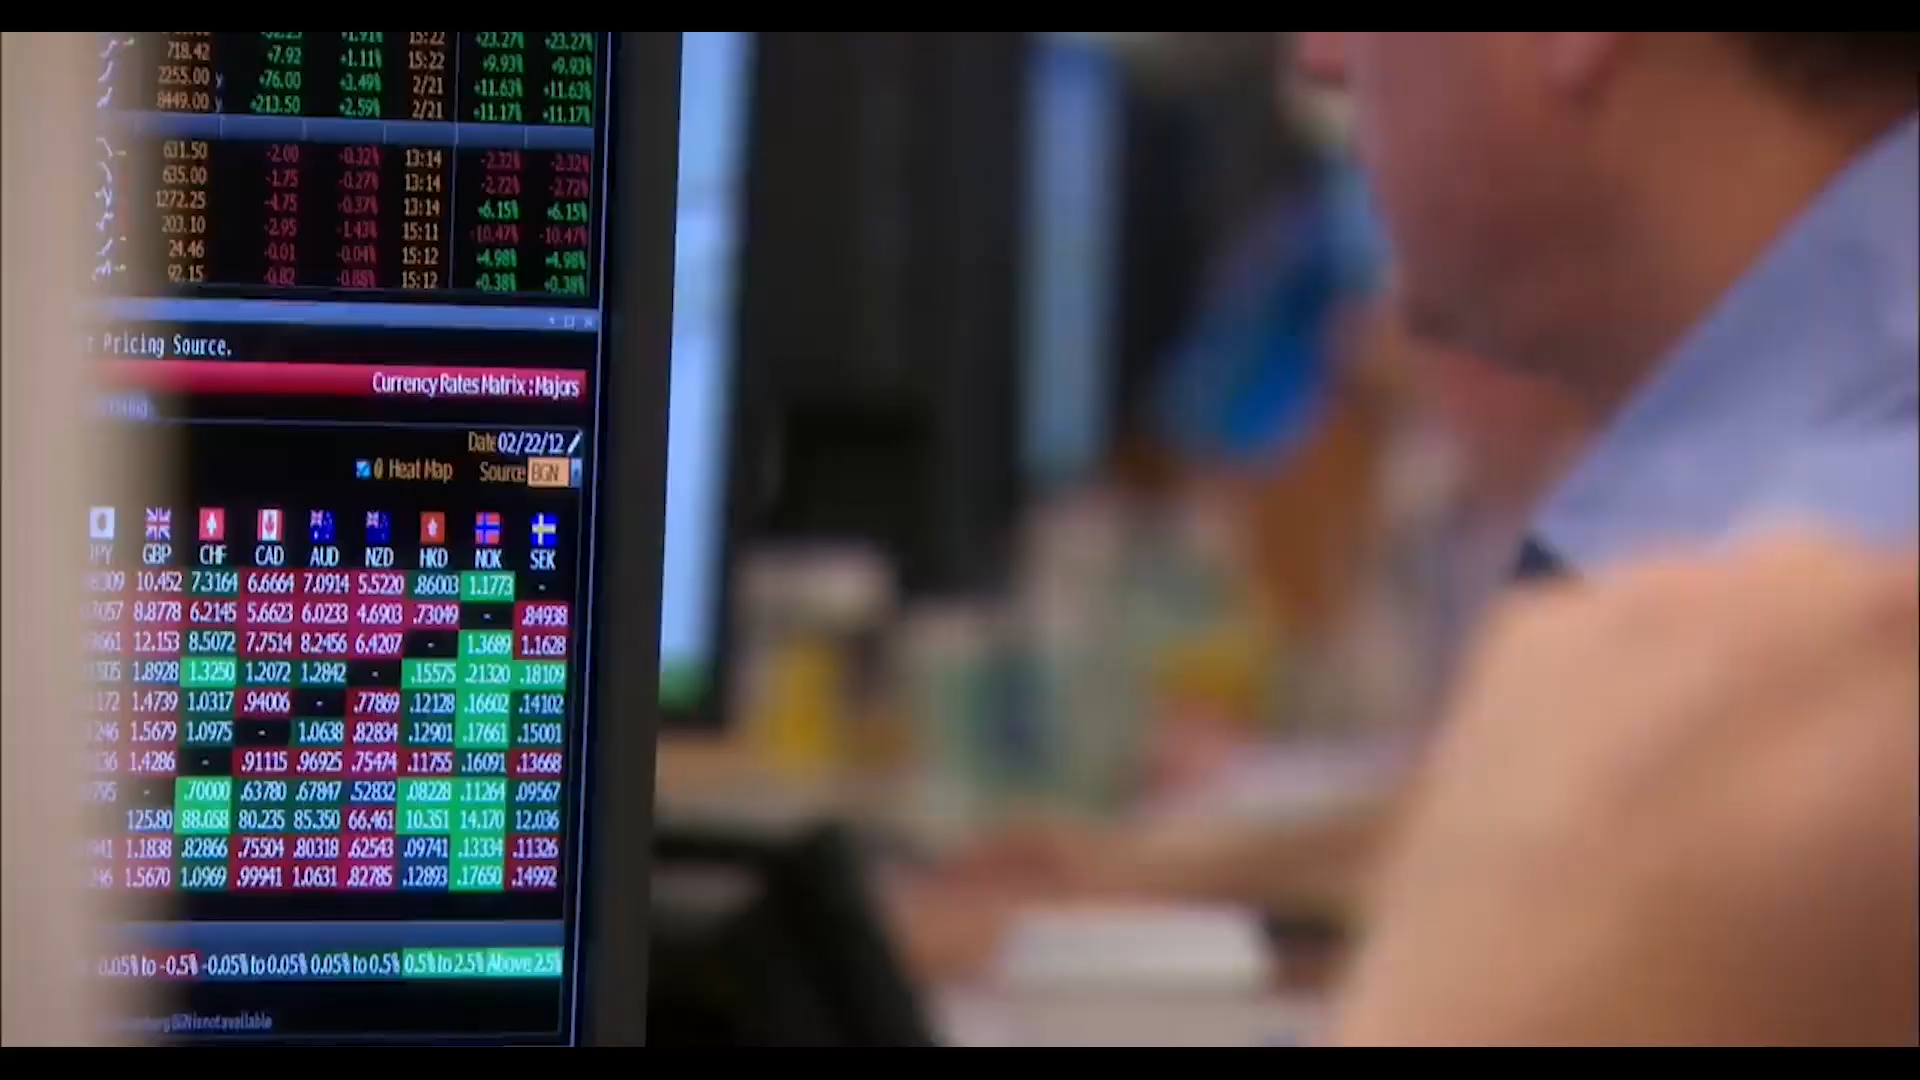 +1.91% 15:22 +23.27% +23.27%
718.42 +7.92 +1.11% 15:22 +9.93% +9.93%
2255.00 y +76.00 +3.49% 2/21 +11.63% +11.63%
8449.00 y +213.50 +2.59% 2/21 +11.17% +11.17%
631.50 -2.00 -0.32% 13:14 -2.32% -2.32%
635.00 -1.75 -0.27% 13:14 -2.72% -2.72%
1272.25 -4.75 -0.37% 13:14 +6.15% +6.15%
203.10 -2.95 -1.43% 15:11 -10.47% -10.47%
24.46 -0.01 -0.04% 15:12 +4.98% +4.98%
92.15 -0.82 -0.88% 15:12 +0.38% +0.38%
Pricing Source.
Currency Rates Matrix : Majors
Date 02/22/12
Heat Map Source BGN
JPY GBP CHF CAD AUD NZD HKD NOK SEK
10.452 7.3164 6.6664 7.0914 5.5220 .86003 1.1773 -
8.8778 6.2145 5.6623 6.0233 4.6903 .73049 - .84938
12.153 8.5072 7.7514 8.2456 6.4207 - 1.3689 1.1628
1.8928 1.3250 1.2072 1.2842 - .15575 .21320 .18109
1.4739 1.0317 .94006 - .77869 .12128 .16602 .14102
1.5679 1.0975 - 1.0638 .82834 .12901 .17661 .15001
1.4286 - .91115 .96925 .75474 .11755 .16091 .13668
- .70000 .63780 .67847 .52832 .08228 .11264 .09567
125.80 88.058 80.235 85.350 66.461 10.351 14.170 12.036
1.1838 .82866 .75504 .80318 .62543 .09741 .13334 .11326
1.5670 1.0969 .99941 1.0631 .82785 .12893 .17650 .14992
-0.05% to -0.5% -0.05% to 0.05% 0.05% to 0.5% 0.5% to 2.5% Above 2.5%
BGN is not available